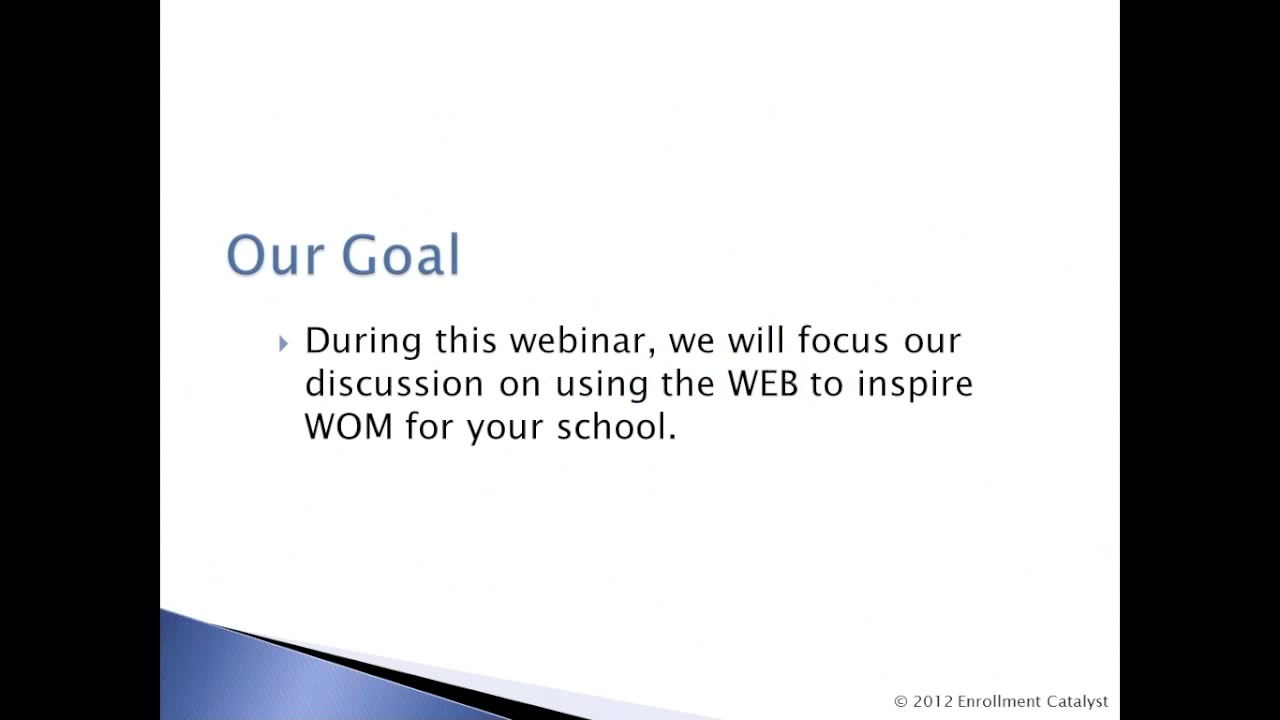 Our Goal
During this webinar, we will focus our
discussion on using the WEB to inspire
WOM for your school.
© 2012 Enrollment Catalyst